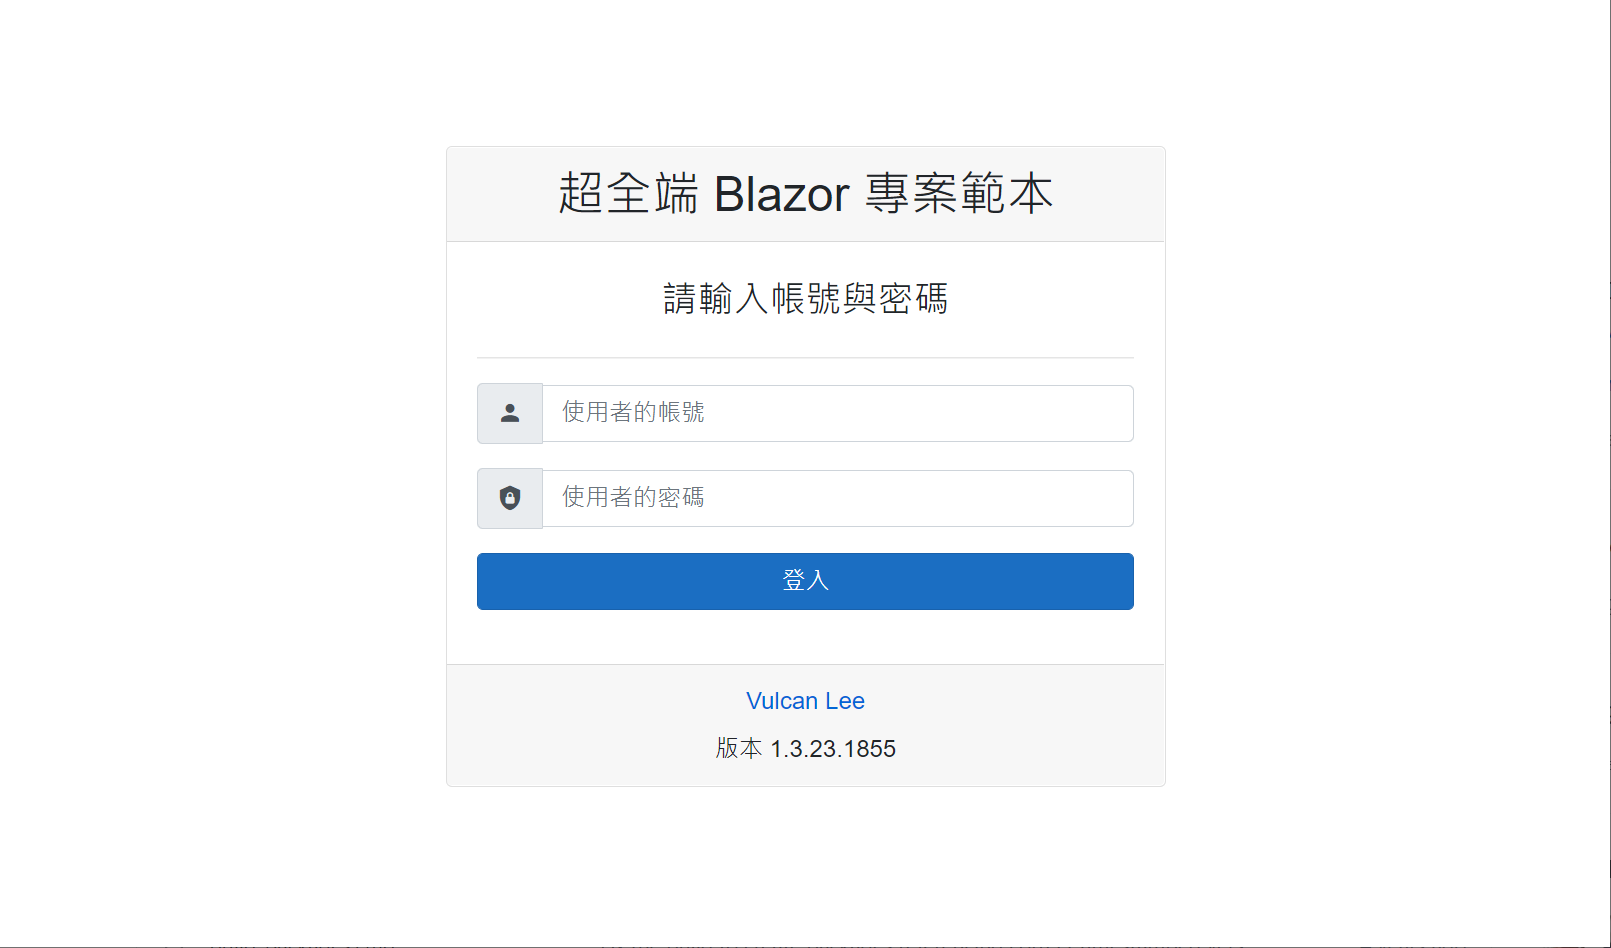 超全端 Blazor 專案範本
請輸入帳號與密碼
使用者的帳號
使用者的密碼
登入
Vulcan Lee
版本 1.3.23.1855